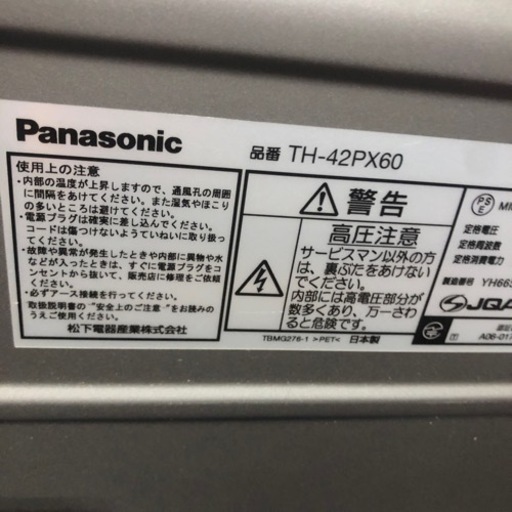 Panasonic
品番 TH-42PX60
使用上の注意
・内部の温度が上昇しますので、通風孔の周囲
に間隔をあけてください。また湿気やほこり
の多いところは避けてください。
・電源プラグは確実に差し込んでください。
コードは傷つけないようていねいに取り扱っ
てください。
・故障や異常が発生したときや内部に異物や水
などが入ったときは、すぐに電源プラグをコ
ンセントから抜いて、販売店に修理をご依頼
ください。
・必ずアース接続を行ってください。
取扱説明書の"安全上のご注意"をお読みの
うえご使用ください。
松下電器産業株式会社
警告
高圧注意
サービスマン以外の方
は、裏ぶたをあけない
でください。
内部には高電圧部分が
数多くあり、万一さわ
ると危険です。
TBMG276-1 >PET< 日本製
PS
E
定格電圧
定格周波数
定格消費電力
製造番号 YH663
JQA
A06-017